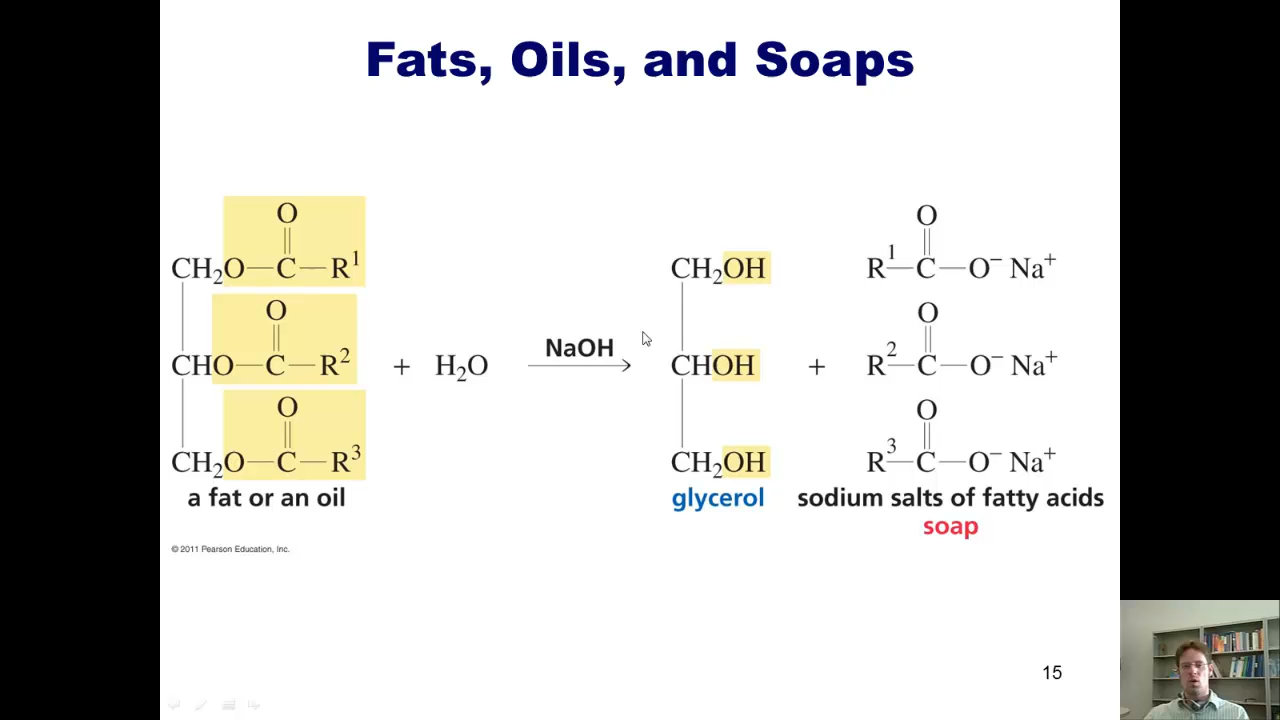 Fats, Oils, and Soaps
O
CH₂O—C—R¹
O
CHO—C—R²
O
CH₂O—C—R³
a fat or an oil
+ H₂O
NaOH
CH₂OH
CHOH
CH₂OH
glycerol
+
O
R¹—C—O⁻ Na⁺
O
R²—C—O⁻ Na⁺
O
R³—C—O⁻ Na⁺
sodium salts of fatty acids
soap
© 2011 Pearson Education, Inc.
15